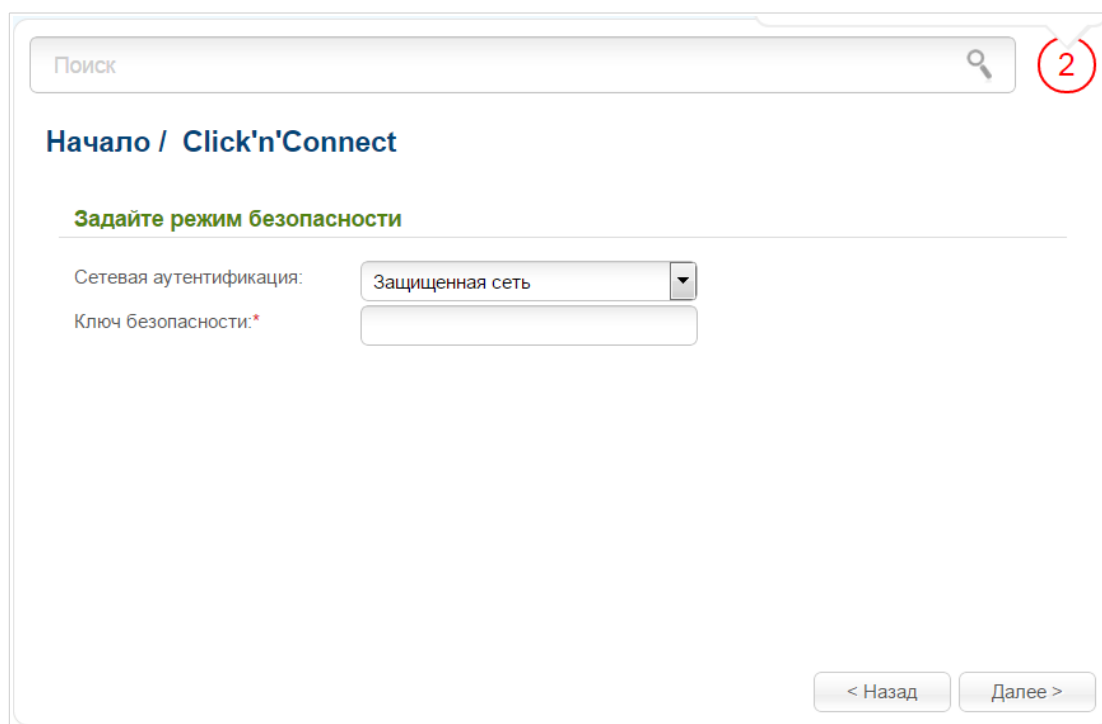 Поиск
2
Начало / Click'n'Connect
Задайте режим безопасности
Сетевая аутентификация: Защищенная сеть
Ключ безопасности:*
< Назад Далее >